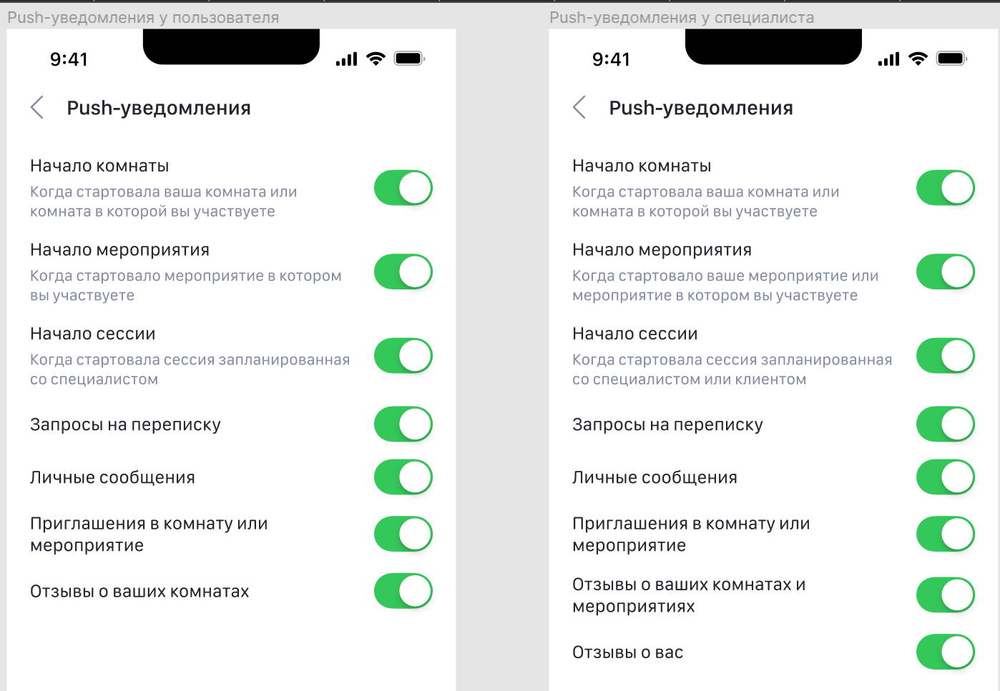 Push-уведомления у пользователя
9:41
Push-уведомления
Начало комнаты
Когда стартовала ваша комната или
комната в которой вы участвуете
Начало мероприятия
Когда стартовало мероприятие в котором
вы участвуете
Начало сессии
Когда стартовала сессия запланированная
со специалистом
Запросы на переписку
Личные сообщения
Приглашения в комнату или
мероприятие
Отзывы о ваших комнатах
Push-уведомления у специалиста
9:41
Push-уведомления
Начало комнаты
Когда стартовала ваша комната или
комната в которой вы участвуете
Начало мероприятия
Когда стартовало ваше мероприятие или
мероприятие в котором вы участвуете
Начало сессии
Когда стартовала сессия запланированная
со специалистом или клиентом
Запросы на переписку
Личные сообщения
Приглашения в комнату или
мероприятие
Отзывы о ваших комнатах и
мероприятиях
Отзывы о вас